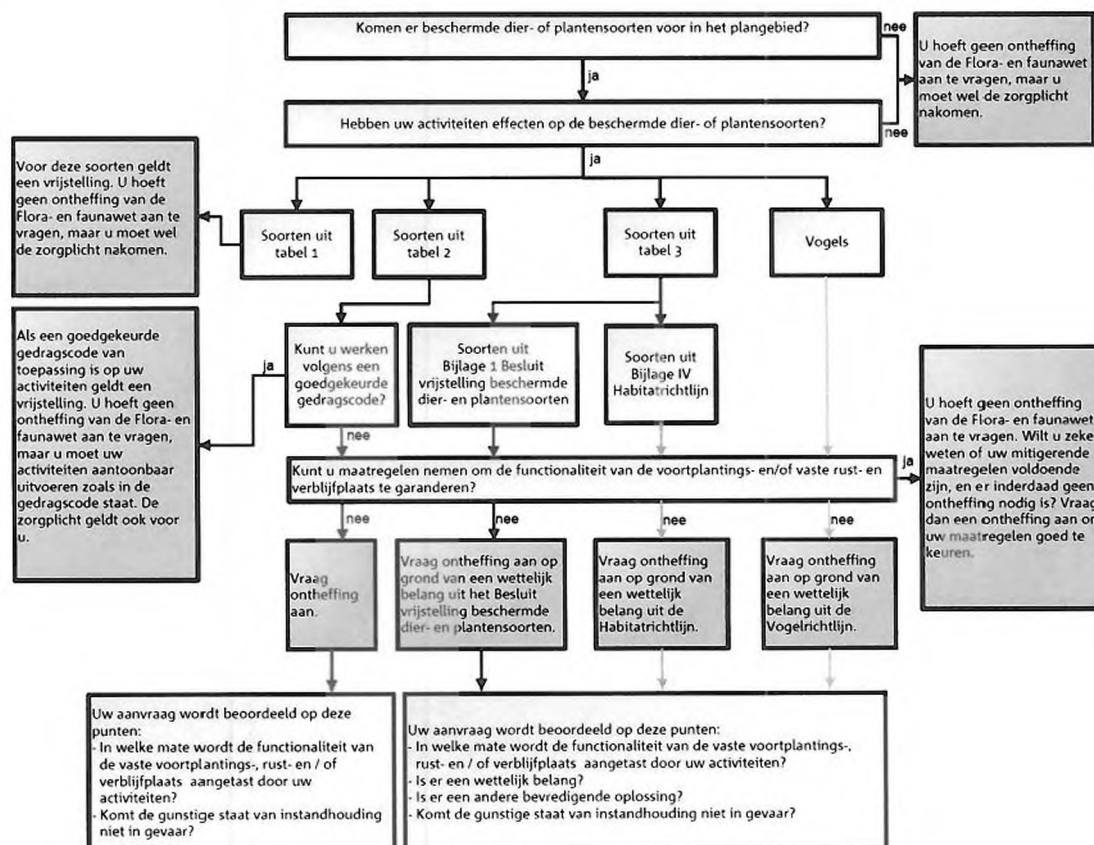 Komen er beschermde dier- of plantensoorten voor in het plangebied?
nee
U hoeft geen ontheffing
van de Flora- en faunawet
aan te vragen, maar u
moet wel de zorgplicht
nakomen.
ja
Hebben uw activiteiten effecten op de beschermde dier- of plantensoorten?
nee
ja
Voor deze soorten geldt
een vrijstelling. U hoeft
geen ontheffing van de
Flora- en faunawet aan te
vragen, maar u moet wel
de zorgplicht nakomen.
Soorten uit
tabel 1
Soorten uit
tabel 2
Soorten uit
tabel 3
Vogels
Als een goedgekeurde
gedragscode van
toepassing is op uw
activiteiten geldt een
vrijstelling. U hoeft geen
ontheffing van de Flora- en
faunawet aan te vragen,
maar u moet uw
activiteiten aantoonbaar
uitvoeren zoals in de
gedragscode staat. De
zorgplicht geldt ook voor
u.
ja
Kunt u werken
volgens een
goedgekeurde
gedragscode?
Soorten uit
Bijlage 1 Besluit
vrijstelling beschermde
dier- en plantensoorten
Soorten uit
Bijlage IV
Habitatrichtlijn
nee
Kunt u maatregelen nemen om de functionaliteit van de voortplantings- en/of vaste rust- en
verblijfplaats te garanderen?
ja
U hoeft geen ontheffing
van de Flora- en faunawet
aan te vragen. Wilt u zeke
weten of uw mitigerende
maatregelen voldoende
zijn, en er inderdaad geen
ontheffing nodig is? Vraag
dan een ontheffing aan or
uw maatregelen goed te
keuren.
nee
nee
nee
nee
Vraag
ontheffing
aan.
Vraag ontheffing aan op
grond van een wettelijk
belang uit het Besluit
vrijstelling beschermde
dier- en plantensoorten.
Vraag ontheffing
aan op grond van
een wettelijk
belang uit de
Habitatrichtlijn.
Vraag ontheffing
aan op grond van
een wettelijk
belang uit de
Vogelrichtlijn.
Uw aanvraag wordt beoordeeld op deze
punten:
- In welke mate wordt de functionaliteit van
de vaste voortplantings-, rust- en / of
verblijfplaats aangetast door uw
activiteiten?
- Komt de gunstige staat van instandhouding
niet in gevaar?
Uw aanvraag wordt beoordeeld op deze punten:
- In welke mate wordt de functionaliteit van de vaste voortplantings-,
rust- en / of verblijfplaats aangetast door uw activiteiten?
- Is er een wettelijk belang?
- Is er een andere bevredigende oplossing?
- Komt de gunstige staat van instandhouding niet in gevaar?